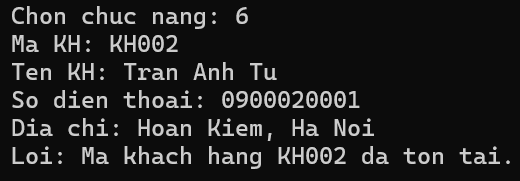 Chon chuc nang: 6
Ma KH: KH002
Ten KH: Tran Anh Tu
So dien thoai: 0900020001
Dia chi: Hoan Kiem, Ha Noi
Loi: Ma khach hang KH002 da ton tai.